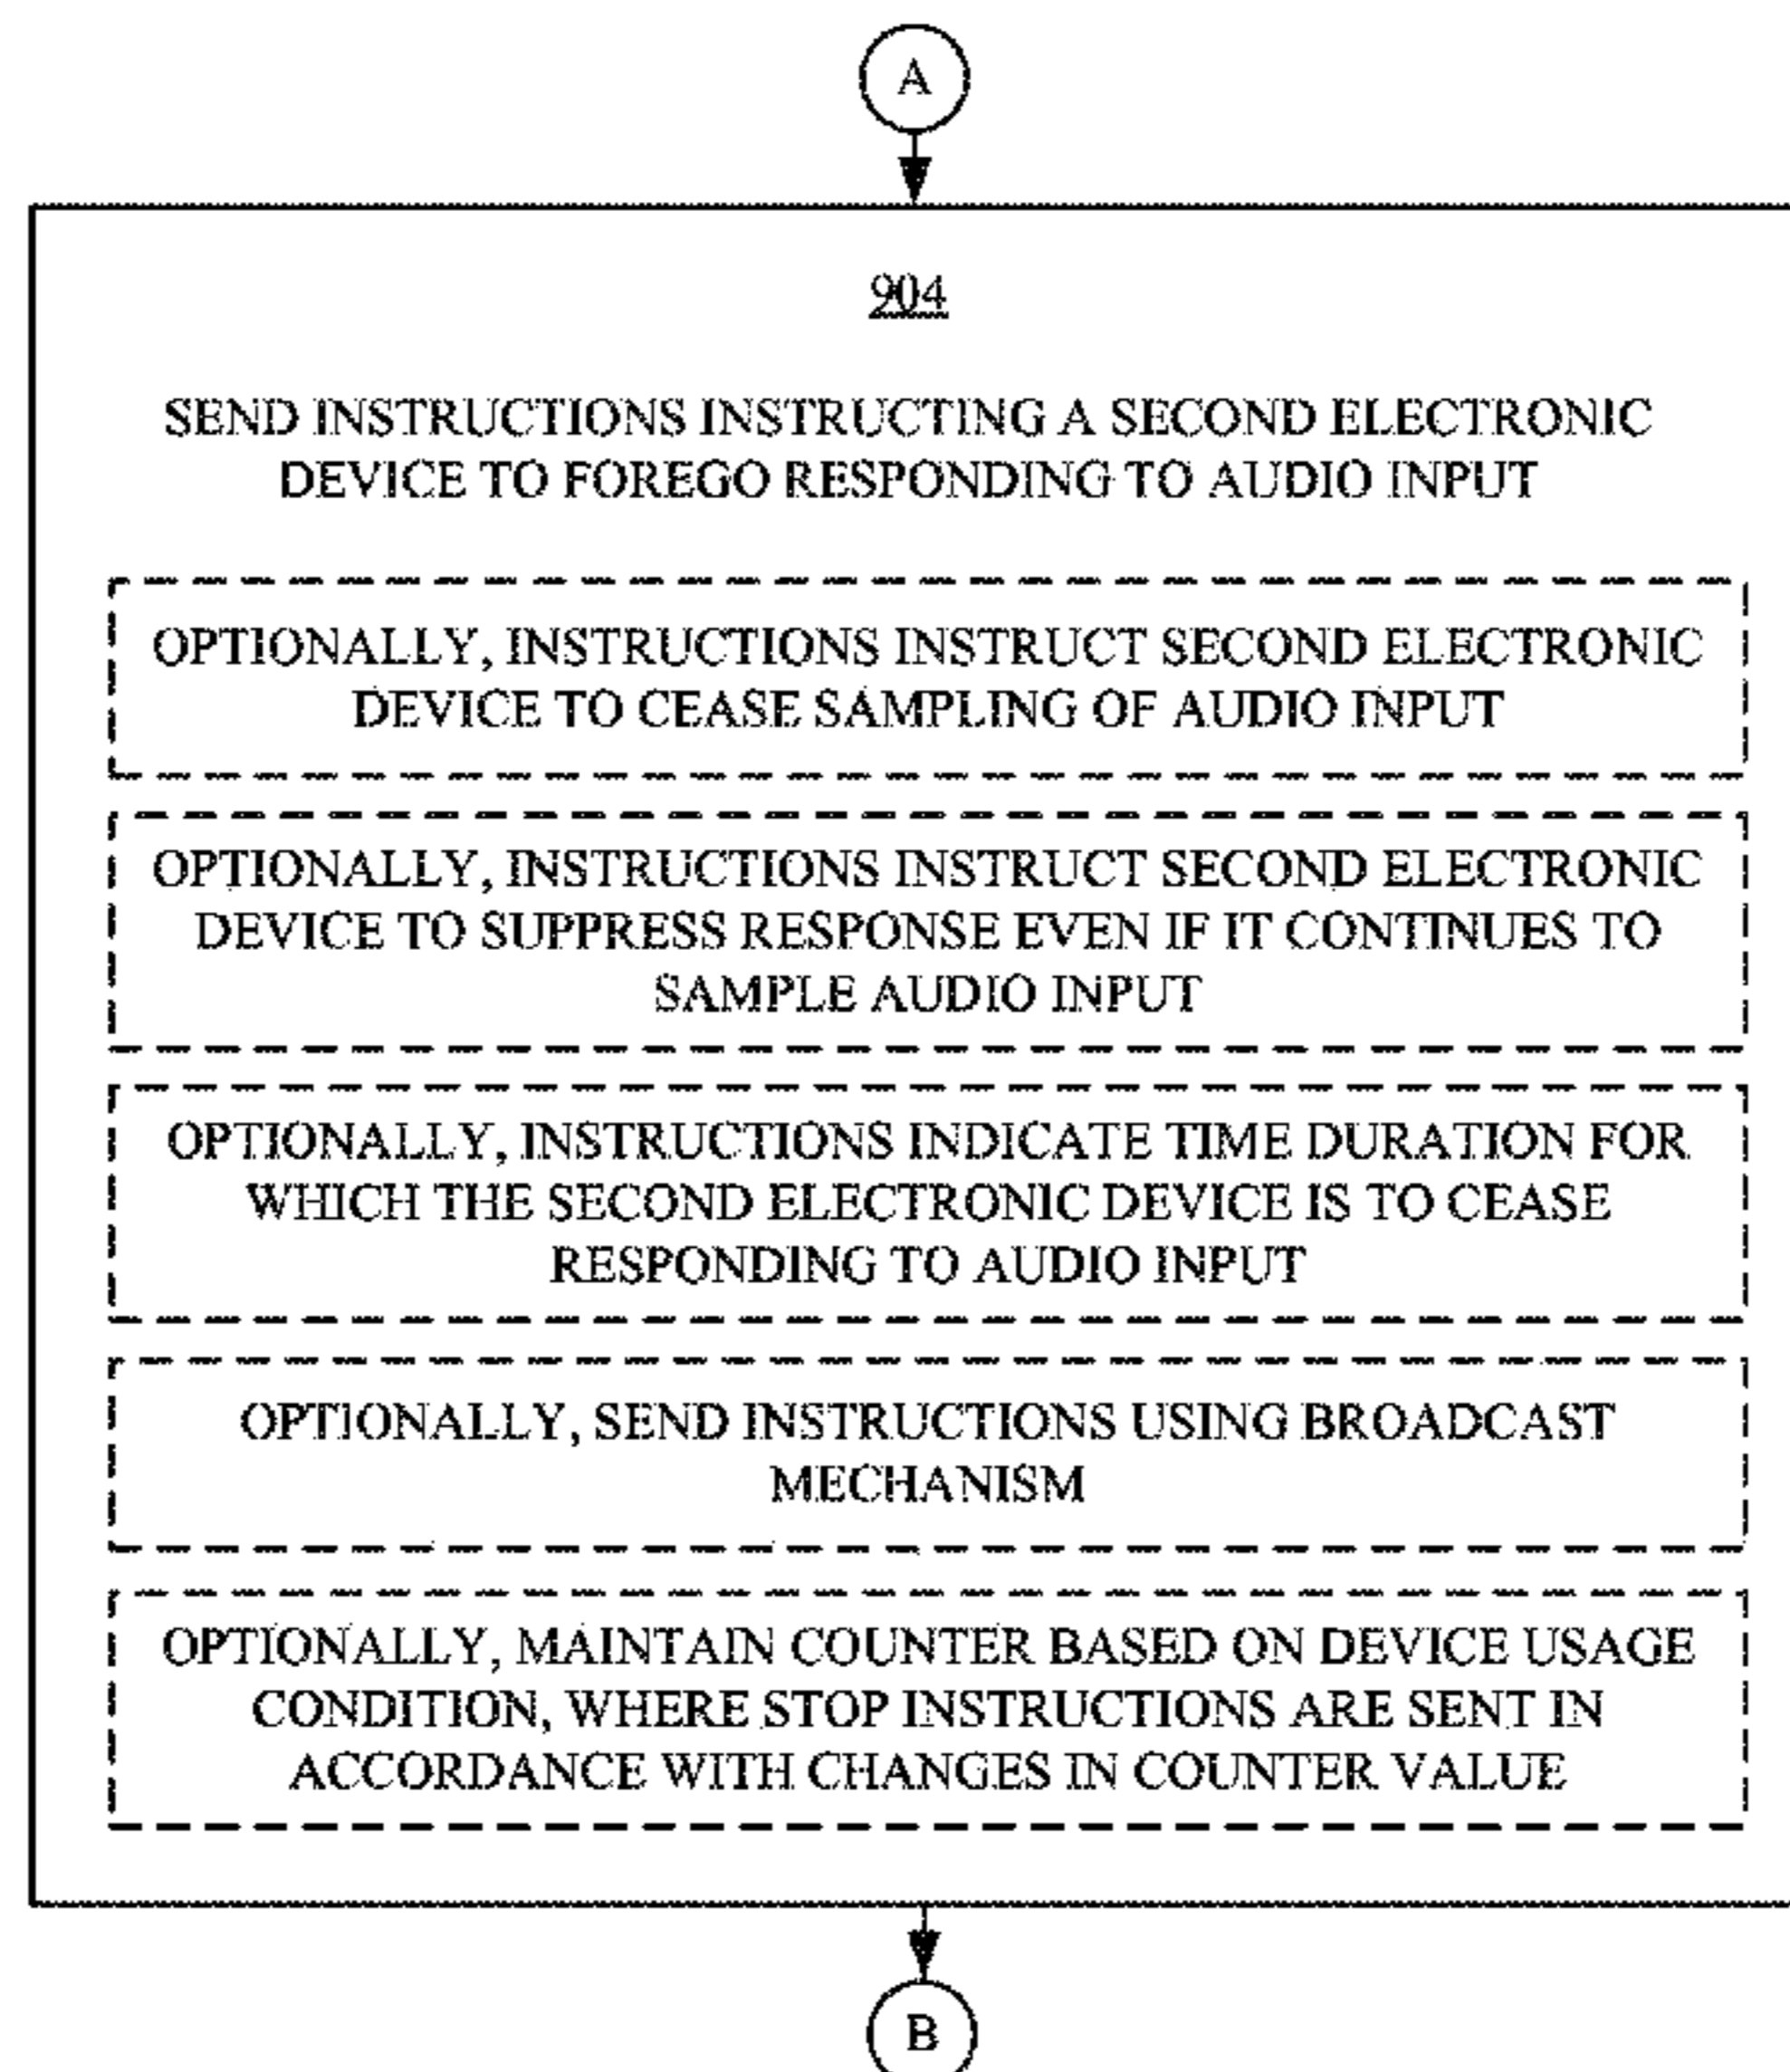 A
904
SEND INSTRUCTIONS INSTRUCTING A SECOND ELECTRONIC
DEVICE TO FOREGO RESPONDING TO AUDIO INPUT
OPTIONALLY, INSTRUCTIONS INSTRUCT SECOND ELECTRONIC
DEVICE TO CEASE SAMPLING OF AUDIO INPUT
OPTIONALLY, INSTRUCTIONS INSTRUCT SECOND ELECTRONIC
DEVICE TO SUPPRESS RESPONSE EVEN IF IT CONTINUES TO
SAMPLE AUDIO INPUT
OPTIONALLY, INSTRUCTIONS INDICATE TIME DURATION FOR
WHICH THE SECOND ELECTRONIC DEVICE IS TO CEASE
RESPONDING TO AUDIO INPUT
OPTIONALLY, SEND INSTRUCTIONS USING BROADCAST
MECHANISM
OPTIONALLY, MAINTAIN COUNTER BASED ON DEVICE USAGE
CONDITION, WHERE STOP INSTRUCTIONS ARE SENT IN
ACCORDANCE WITH CHANGES IN COUNTER VALUE
B